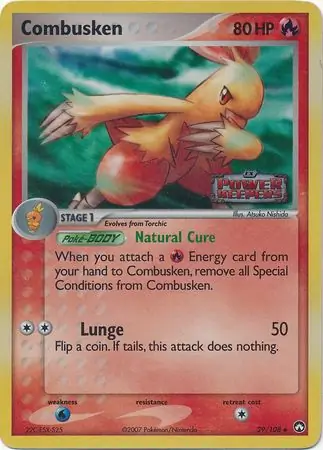 Combusken
80 HP
EX
POWER
KEEPERS
Illus. Atsuko Nishida
STAGE 1
Evolves from Torchic
Poké-BODY Natural Cure
When you attach a Energy card from
your hand to Combusken, remove all Special
Conditions from Combusken.
Lunge 50
Flip a coin. If tails, this attack does nothing.
weakness resistance retreat cost
©2007 Pokémon/Nintendo 29/108